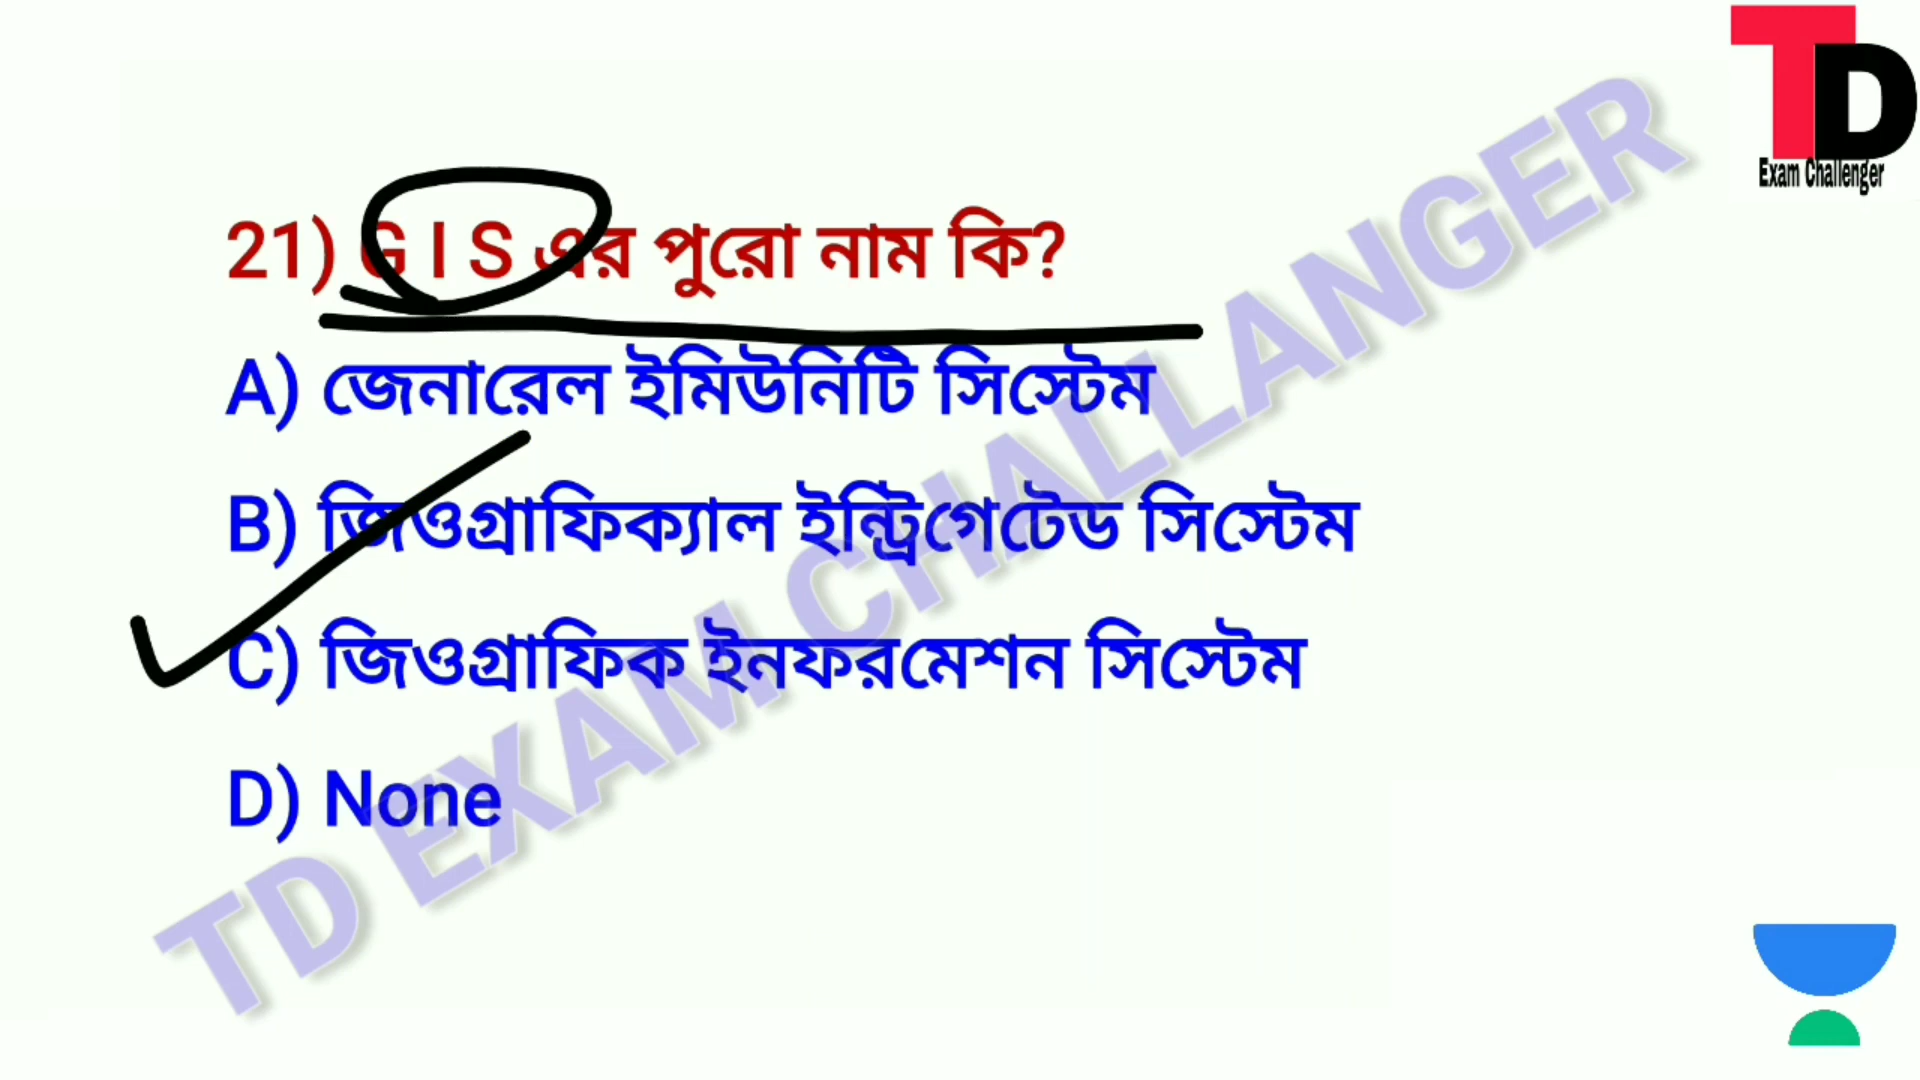 TD
Exam Challenger
21) G I S এর পুরো নাম কি?
A) জেনারেল ইমিউনিটি সিস্টেম
B) জিওগ্রাফিক্যাল ইন্ট্রিগেটেড সিস্টেম
C) জিওগ্রাফিক ইনফরমেশন সিস্টেম
D) None
TD EXAM CHALLANGER